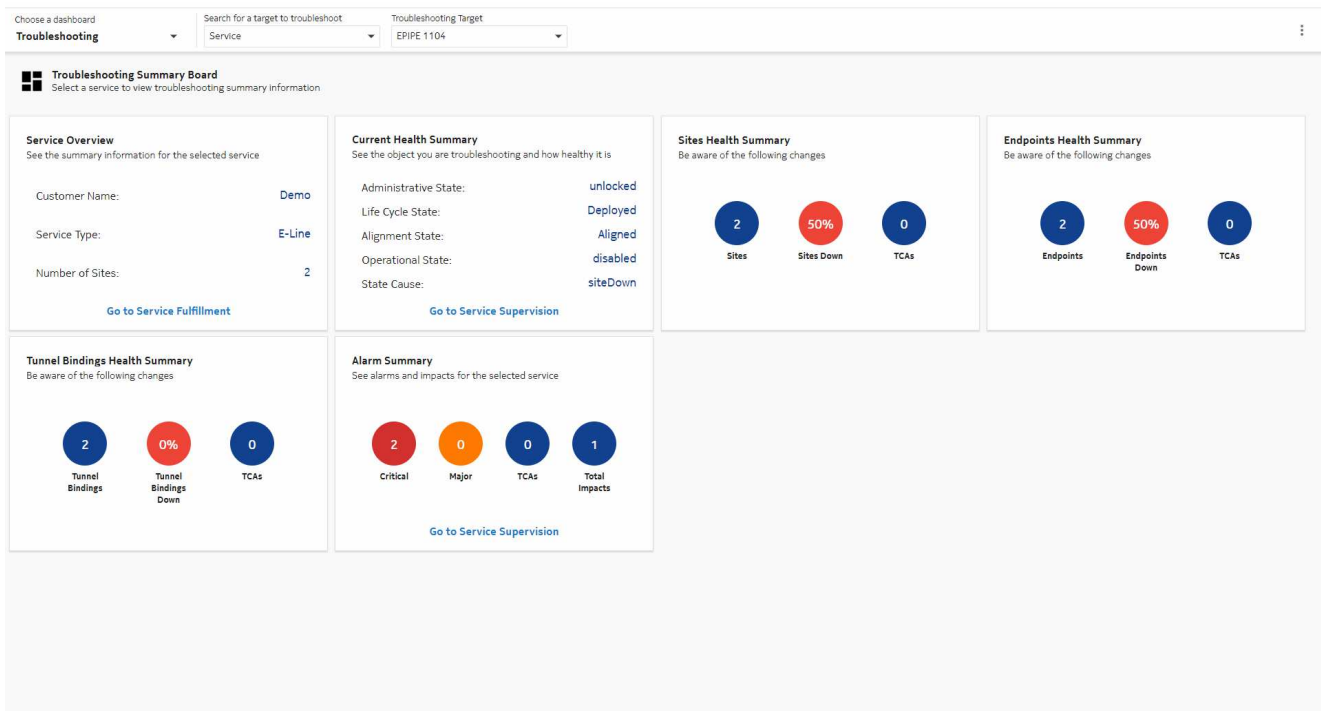 Choose a dashboard
Troubleshooting
Search for a target to troubleshoot
Service
Troubleshooting Target
EPIPE 1104
Troubleshooting Summary Board
Select a service to view troubleshooting summary information
Service Overview
See the summary information for the selected service
Customer Name: Demo
Service Type: E-Line
Number of Sites: 2
Go to Service Fulfillment
Current Health Summary
See the object you are troubleshooting and how healthy it is
Administrative State: unlocked
Life Cycle State: Deployed
Alignment State: Aligned
Operational State: disabled
State Cause: siteDown
Go to Service Supervision
Sites Health Summary
Be aware of the following changes
2 50% 0
Sites Sites Down TCAs
Endpoints Health Summary
Be aware of the following changes
2 50% 0
Endpoints Endpoints TCAs
Down
Tunnel Bindings Health Summary
Be aware of the following changes
2 0% 0
Tunnel Tunnel TCAs
Bindings Bindings
Down
Alarm Summary
See alarms and impacts for the selected service
2 0 0 1
Critical Major TCAs Total
Impacts
Go to Service Supervision